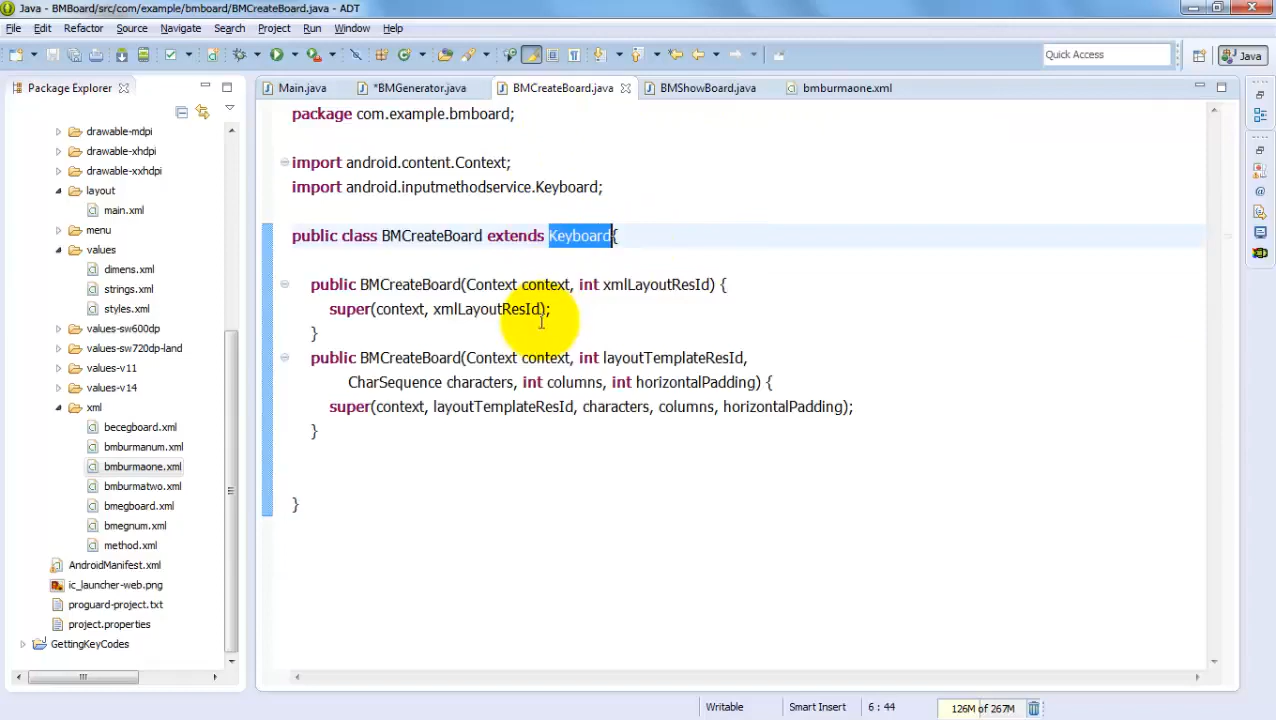 Java - BMBoard/src/com/example/bmboard/BMCreateBoard.java - ADT
File Edit Refactor Source Navigate Search Project Run Window Help
Quick Access
Java
Package Explorer
Main.java
*BMGenerator.java
BMCreateBoard.java
BMShowBoard.java
bmburmaone.xml
drawable-mdpi
drawable-xhdpi
drawable-xxhdpi
layout
main.xml
menu
values
dimens.xml
strings.xml
styles.xml
values-sw600dp
values-sw720dp-land
values-v11
values-v14
xml
becegboard.xml
bmburmanum.xml
bmburmaone.xml
bmburmatwo.xml
bmegboard.xml
bmegnum.xml
method.xml
AndroidManifest.xml
ic_launcher-web.png
proguard-project.txt
project.properties
GettingKeyCodes
package com.example.bmboard;
import android.content.Context;
import android.inputmethodservice.Keyboard;
public class BMCreateBoard extends Keyboard{
public BMCreateBoard(Context context, int xmlLayoutResId) {
super(context, xmlLayoutResId);
}
public BMCreateBoard(Context context, int layoutTemplateResId,
CharSequence characters, int columns, int horizontalPadding) {
super(context, layoutTemplateResId, characters, columns, horizontalPadding);
}
}
Writable
Smart Insert
6 : 44
126M of 267M